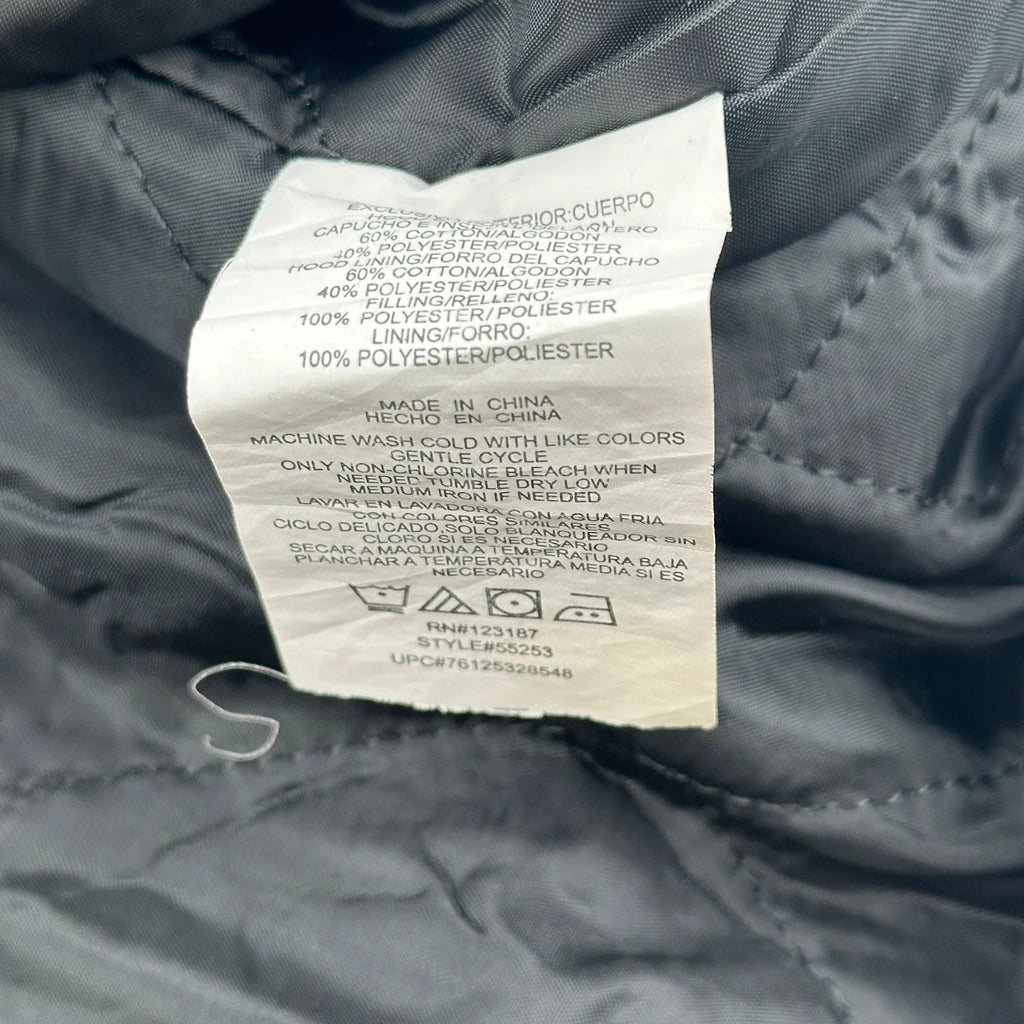 CUERPO
CAPUCHO E
60% COTTON/ALGODON
40% POLYESTER/POLIESTER
HOOD LINING/FORRO DEL CAPUCHO
60% COTTON/ALGODON
40% POLYESTER/POLIESTER
FILLING/RELLENO:
100% POLYESTER/POLIESTER
LINING/FORRO:
100% POLYESTER/POLIESTER
MADE IN CHINA
HECHO EN CHINA
MACHINE WASH COLD WITH LIKE COLORS
GENTLE CYCLE
ONLY NON-CHLORINE BLEACH WHEN
NEEDED TUMBLE DRY LOW
MEDIUM IRON IF NEEDED
LAVAR EN LAVADORA CON AGUA FRIA
CON COLORES SIMILARES
CICLO DELICADO,SOLO BLANQUEADOR SIN
CLORO SI ES NECESARIO
SECAR A MAQUINA A TEMPERATURA BAJA
PLANCHAR A TEMPERATURA MEDIA SI ES
NECESARIO
RN#123187
STYLE#55253
UPC#76125328548